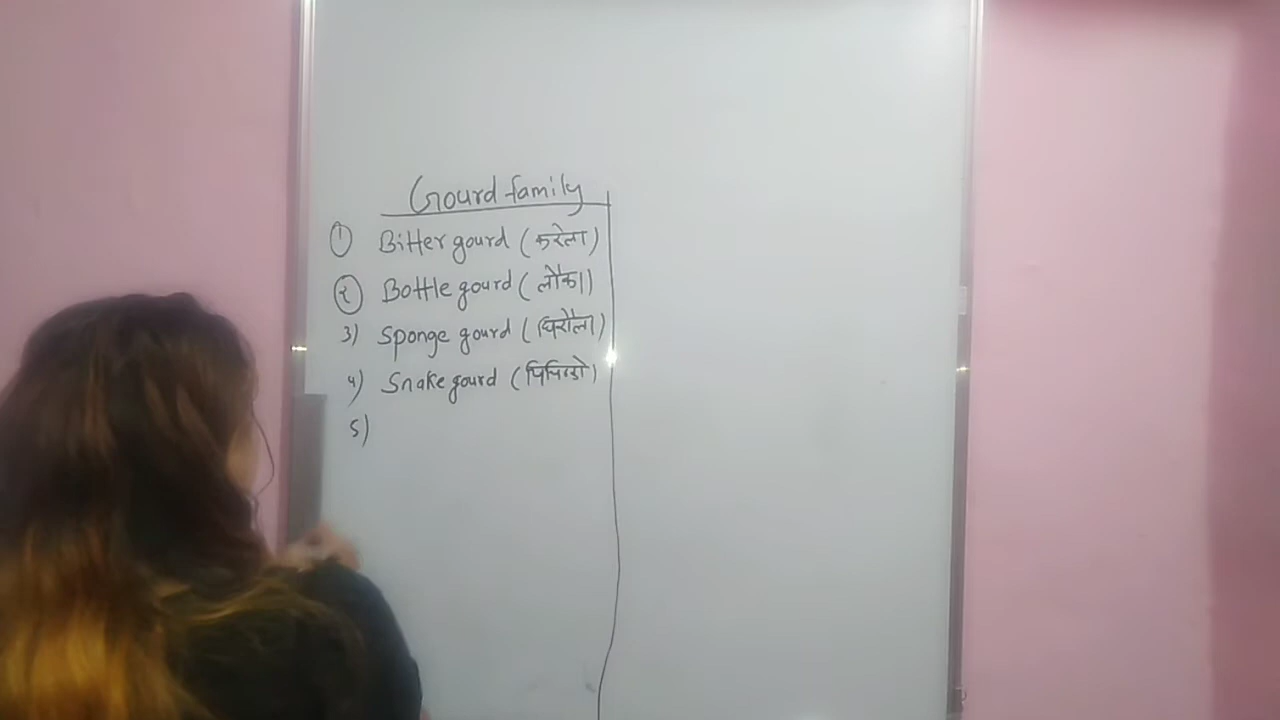 Gourd family
① Bitter gourd (करेला)
② Bottle gourd (लौका)
3) Sponge gourd (घिरौला)
4) Snake gourd (चिचिन्डो)
5)